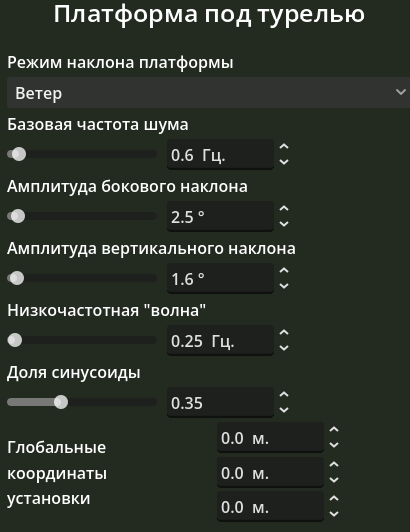 Платформа под турелью
Режим наклона платформы
Ветер
Базовая частота шума
0.6 Гц.
Амплитуда бокового наклона
2.5 °
Амплитуда вертикального наклона
1.6 °
Низкочастотная "волна"
0.25 Гц.
Доля синусоиды
0.35
Глобальные
координаты
установки
0.0 м.
0.0 м.
0.0 м.